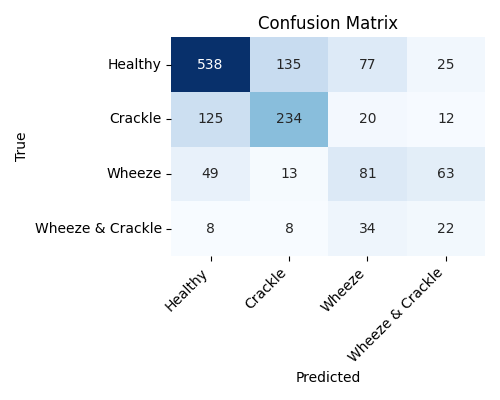 Confusion Matrix
True
Healthy 538 135 77 25
Crackle 125 234 20 12
Wheeze 49 13 81 63
Wheeze & Crackle 8 8 34 22
Healthy Crackle Wheeze Wheeze & Crackle
Predicted